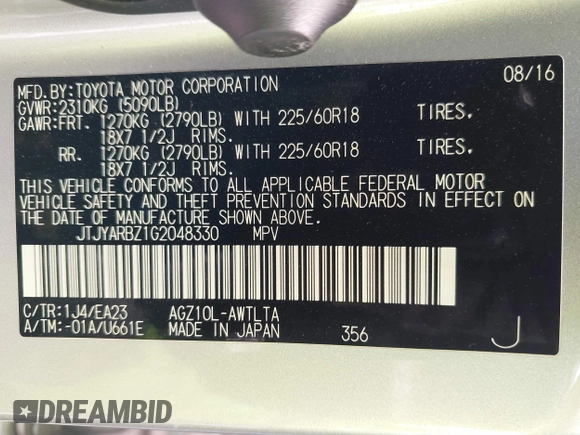 MFD.BY:TOYOTA MOTOR CORPORATION 08/16
GVWR:2310KG (5090LB)
GAWR:FRT. 1270KG (2790LB) WITH 225/60R18 TIRES.
18X7 1/2J RIMS.
RR. 1270KG (2790LB) WITH 225/60R18 TIRES.
18X7 1/2J RIMS.
THIS VEHICLE CONFORMS TO ALL APPLICABLE FEDERAL MOTOR
VEHICLE SAFETY AND THEFT PREVENTION STANDARDS IN EFFECT ON
THE DATE OF MANUFACTURE SHOWN ABOVE.
JTJYARBZ1G2048330 MPV
C/TR:1J4/EA23 AGZ10L-AWTLTA
A/TM:-01A/U661E MADE IN JAPAN 356 J
DREAMBID